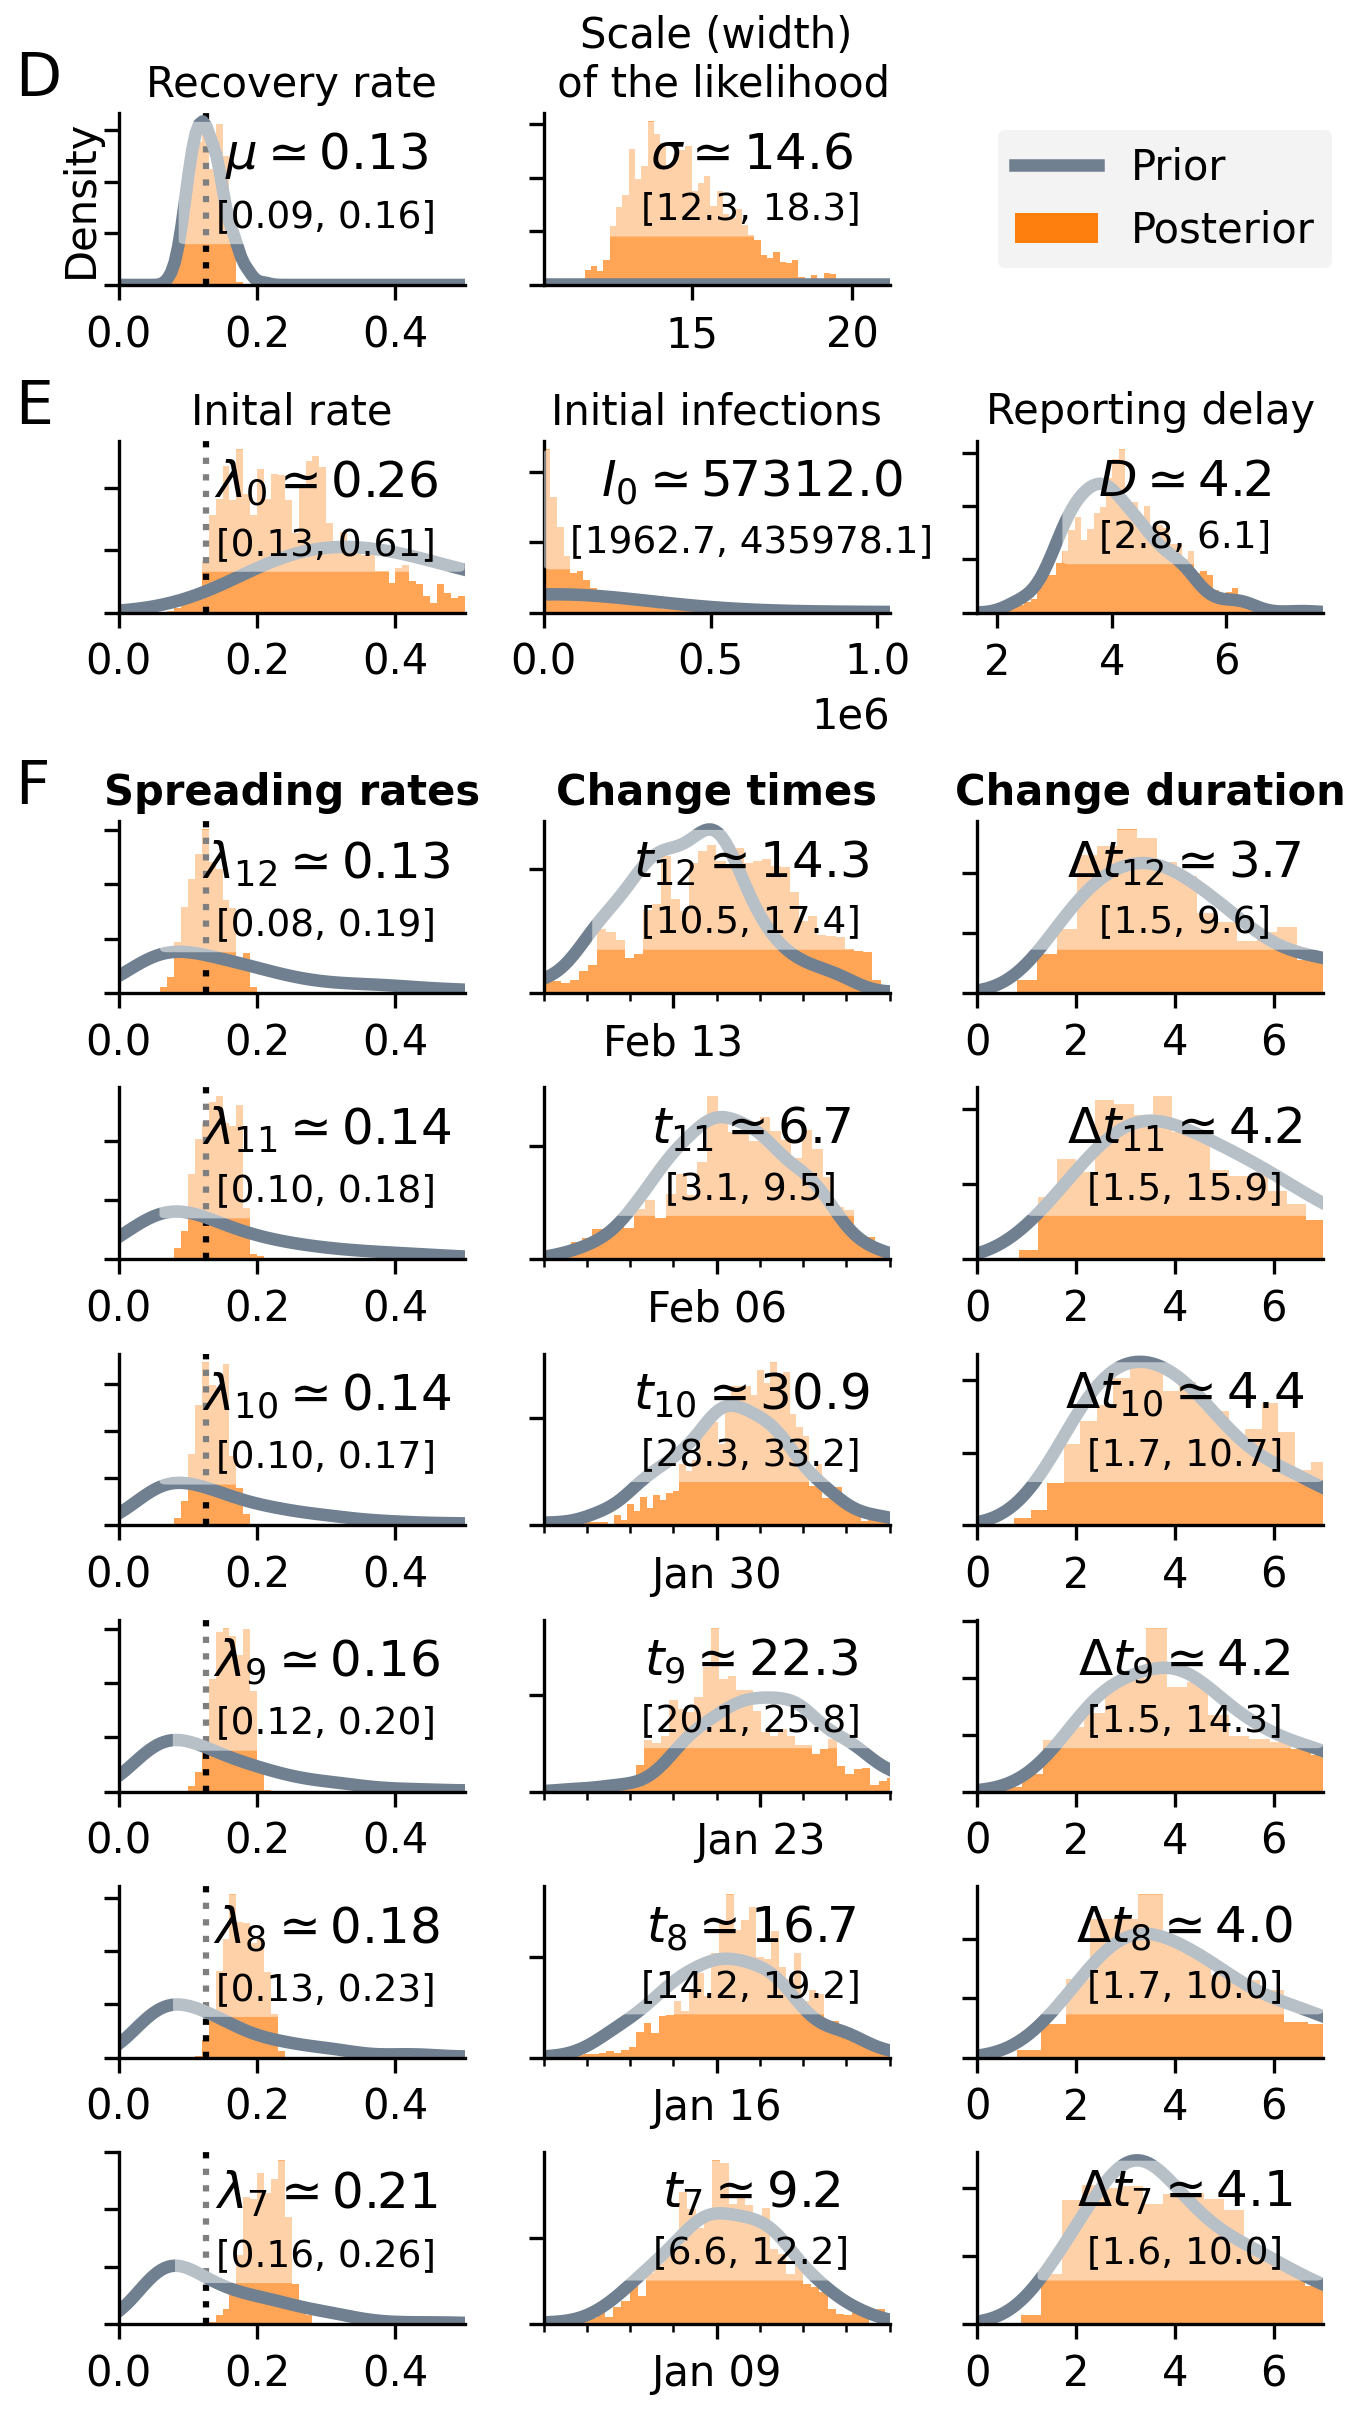 D
Recovery rate
Scale (width)
of the likelihood
Density
μ ≃ 0.13
[0.09, 0.16]
0.0 0.2 0.4
σ ≃ 14.6
[12.3, 18.3]
15 20
Prior
Posterior
E
Inital rate
λ0 ≃ 0.26
[0.13, 0.61]
0.0 0.2 0.4
Initial infections
I0 ≃ 57312.0
[1962.7, 435978.1]
0.0 0.5 1.0
1e6
Reporting delay
D ≃ 4.2
[2.8, 6.1]
2 4 6
F
Spreading rates
Change times
Change duration
λ12 ≃ 0.13
[0.08, 0.19]
0.0 0.2 0.4
t12 ≃ 14.3
[10.5, 17.4]
Feb 13
Δt12 ≃ 3.7
[1.5, 9.6]
0 2 4 6
λ11 ≃ 0.14
[0.10, 0.18]
0.0 0.2 0.4
t11 ≃ 6.7
[3.1, 9.5]
Feb 06
Δt11 ≃ 4.2
[1.5, 15.9]
0 2 4 6
λ10 ≃ 0.14
[0.10, 0.17]
0.0 0.2 0.4
t10 ≃ 30.9
[28.3, 33.2]
Jan 30
Δt10 ≃ 4.4
[1.7, 10.7]
0 2 4 6
λ9 ≃ 0.16
[0.12, 0.20]
0.0 0.2 0.4
t9 ≃ 22.3
[20.1, 25.8]
Jan 23
Δt9 ≃ 4.2
[1.5, 14.3]
0 2 4 6
λ8 ≃ 0.18
[0.13, 0.23]
0.0 0.2 0.4
t8 ≃ 16.7
[14.2, 19.2]
Jan 16
Δt8 ≃ 4.0
[1.7, 10.0]
0 2 4 6
λ7 ≃ 0.21
[0.16, 0.26]
0.0 0.2 0.4
t7 ≃ 9.2
[6.6, 12.2]
Jan 09
Δt7 ≃ 4.1
[1.6, 10.0]
0 2 4 6